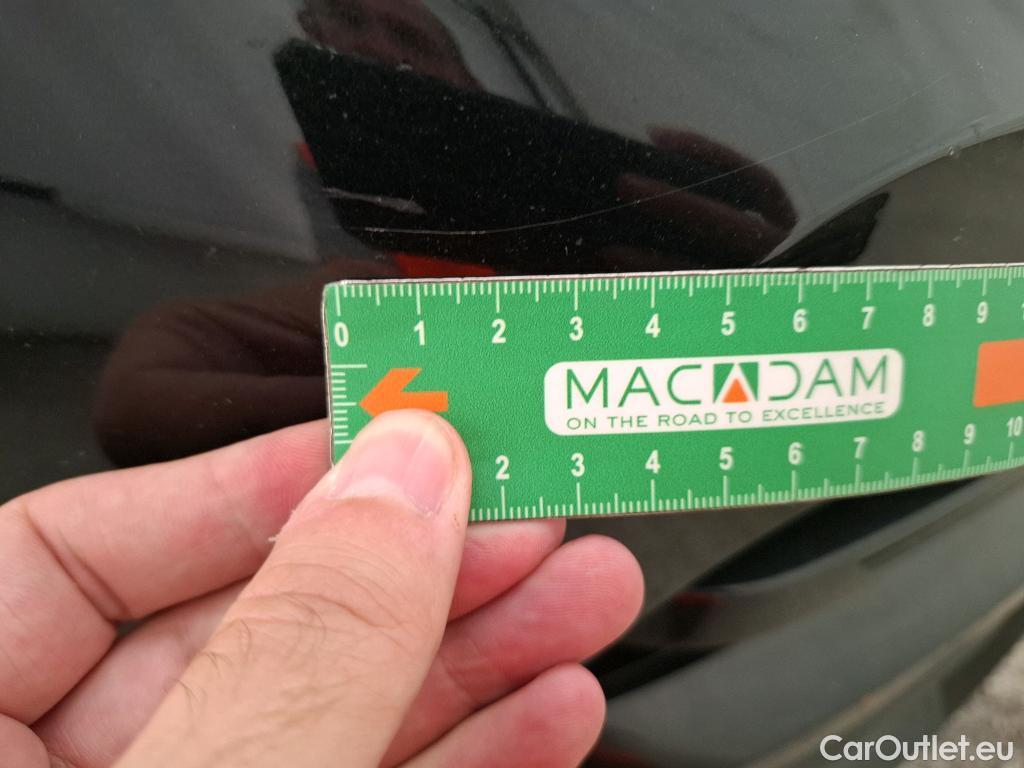 0 1 2 3 4 5 6 7 8 9
MACADAM
ON THE ROAD TO EXCELLENCE
2 3 4 5 6 7 8 9 10
CarOutlet.eu